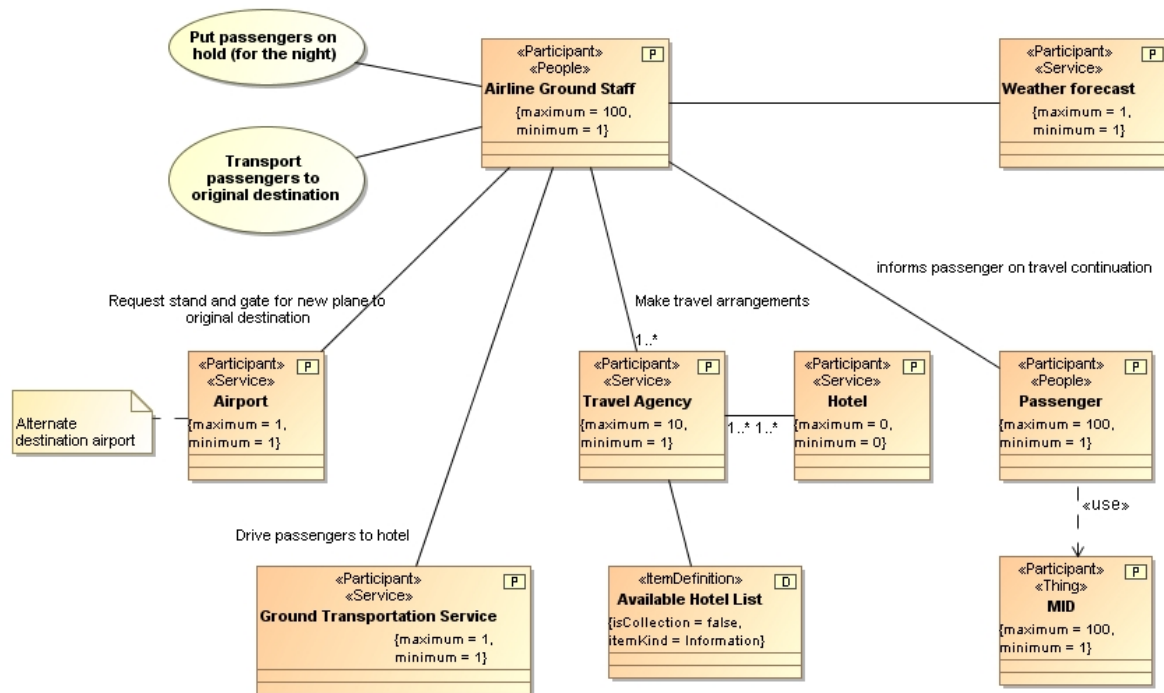 Put passengers on
hold (for the night)
«Participant»
P
«People»
Airline Ground Staff
{maximum = 100,
minimum = 1}
«Participant»
P
«Service»
Weather forecast
{maximum = 1,
minimum = 1}
Transport
passengers to
original destination
informs passenger on travel continuation
Request stand and gate for new plane to
original destination
Make travel arrangements
1..*
Alternate
destination airport
«Participant»
P
«Service»
Airport
{maximum = 1,
minimum = 1}
«Participant»
P
«Service»
Travel Agency
{maximum = 10,
minimum = 1}
1..* 1..*
«Participant»
P
«Service»
Hotel
{maximum = 0,
minimum = 0}
«Participant»
P
«People»
Passenger
{maximum = 100,
minimum = 1}
«use»
Drive passengers to hotel
«Participant»
P
«Service»
Ground Transportation Service
{maximum = 1,
minimum = 1}
«ItemDefinition»
D
Available Hotel List
{isCollection = false,
itemKind = Information}
«Participant»
P
«Thing»
MID
{maximum = 100,
minimum = 1}